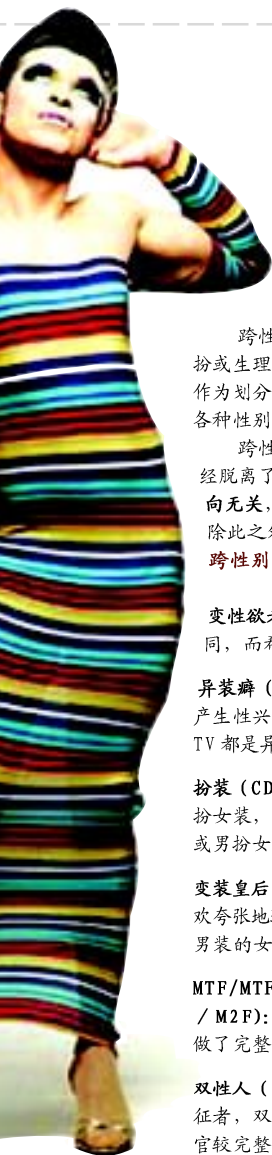 跨性
扮或生理
作为划分
各种性别
跨性
经脱离了
向无关，
除此之
跨性别
变性欲
同，而
异装癖（
产生性兴
TV 都是异
扮装（CD
扮女装，
或男扮女
变装皇后
欢夸张地
男装的女
MTF/MTF
/ M2F):
做了完整
双性人（
征者，双
官较完整